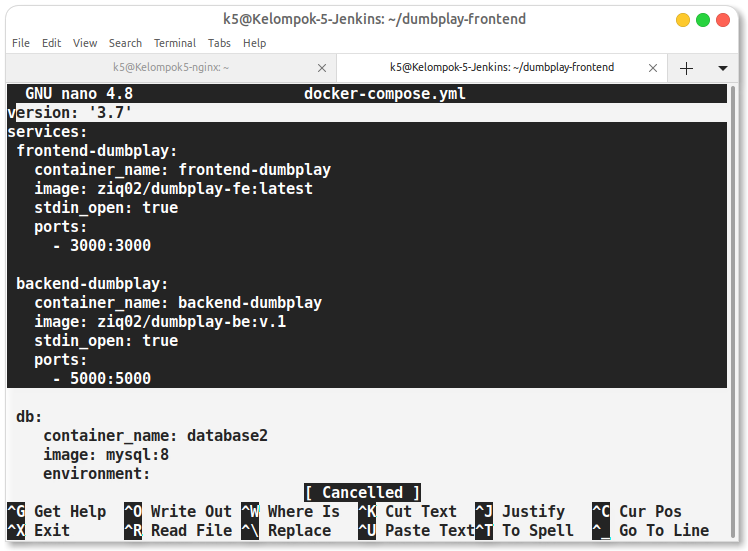 k5@Kelompok-5-Jenkins: ~/dumbplay-frontend
File Edit View Search Terminal Tabs Help
k5@Kelompok5-nginx: ~ k5@Kelompok-5-Jenkins: ~/dumbplay-frontend
GNU nano 4.8 docker-compose.yml
version: '3.7'
services:
 frontend-dumbplay:
   container_name: frontend-dumbplay
   image: ziq02/dumbplay-fe:latest
   stdin_open: true
   ports:
     - 3000:3000
 backend-dumbplay:
   container_name: backend-dumbplay
   image: ziq02/dumbplay-be:v.1
   stdin_open: true
   ports:
     - 5000:5000
 db:
    container_name: database2
    image: mysql:8
    environment:
[ Cancelled ]
^G Get Help ^O Write Out ^W Where Is ^K Cut Text ^J Justify ^C Cur Pos
^X Exit ^R Read File ^\ Replace ^U Paste Text ^T To Spell ^_ Go To Line